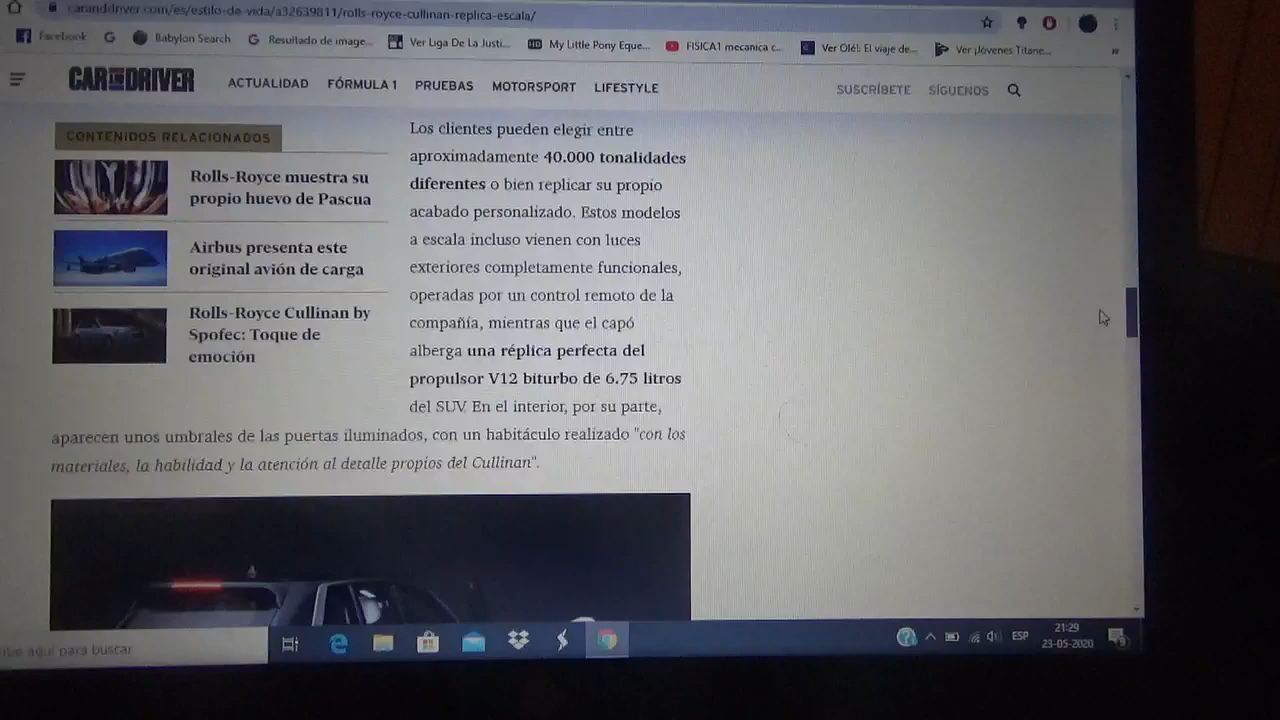 caranddriver.com/es/estilo-de-vida/a32639811/rolls-royce-cullinan-replica-escala/
Facebook
Babylon Search
Resultado de image...
Ver Liga De La Justi...
My Little Pony Eque...
FISICA1 mecanica c...
Ver Olé!: El viaje de...
Ver ¡Jóvenes Titane...
»
CAR AND DRIVER
ACTUALIDAD FÓRMULA 1 PRUEBAS MOTORSPORT LIFESTYLE
SUSCRÍBETE SÍGUENOS
CONTENIDOS RELACIONADOS
Rolls-Royce muestra su
propio huevo de Pascua
Airbus presenta este
original avión de carga
Rolls-Royce Cullinan by
Spofec: Toque de
emoción
Los clientes pueden elegir entre
aproximadamente 40.000 tonalidades
diferentes o bien replicar su propio
acabado personalizado. Estos modelos
a escala incluso vienen con luces
exteriores completamente funcionales,
operadas por un control remoto de la
compañía, mientras que el capó
alberga una réplica perfecta del
propulsor V12 biturbo de 6.75 litros
del SUV. En el interior, por su parte,
aparecen unos umbrales de las puertas iluminados, con un habitáculo realizado "con los
materiales, la habilidad y la atención al detalle propios del Cullinan".
aquí para buscar
ESP
21:29
23-05-2020